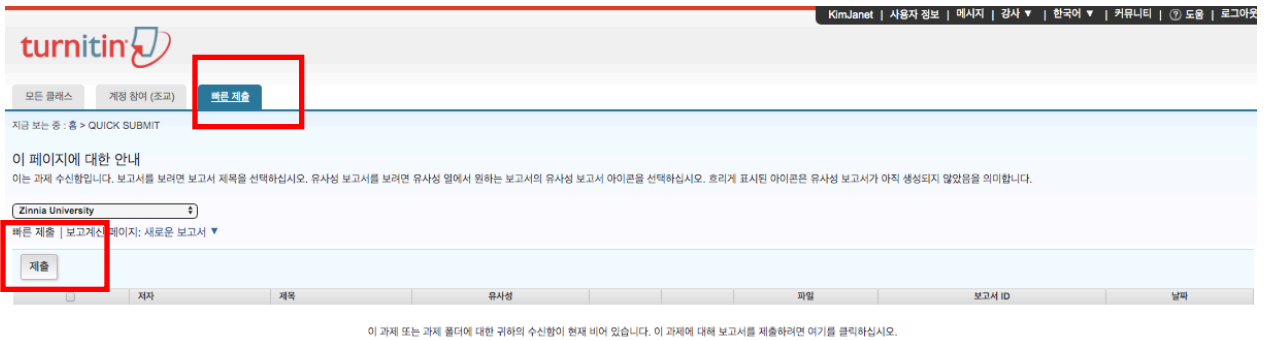 KimJanet | 사용자 정보 | 메시지 | 강사 ▼ | 한국어 ▼ | 커뮤니티 | ? 도움 | 로그아웃
turnitin
모든 클래스 계정 참여 (조교) 빠른 제출
지금 보는 중 : 홈 > QUICK SUBMIT
이 페이지에 대한 안내
이는 과제 수신함입니다. 보고서를 보려면 보고서 제목을 선택하십시오. 유사성 보고서를 보려면 유사성 열에서 원하는 보고서의 유사성 보고서 아이콘을 선택하십시오. 흐리게 표시된 아이콘은 유사성 보고서가 아직 생성되지 않았음을 의미합니다.
Zinnia University
빠른 제출 | 보고계신 페이지: 새로운 보고서 ▼
제출
저자 제목 유사성 파일 보고서 ID 날짜
이 과제 또는 과제 폴더에 대한 귀하의 수신함이 현재 비어 있습니다. 이 과제에 대해 보고서를 제출하려면 여기를 클릭하십시오.